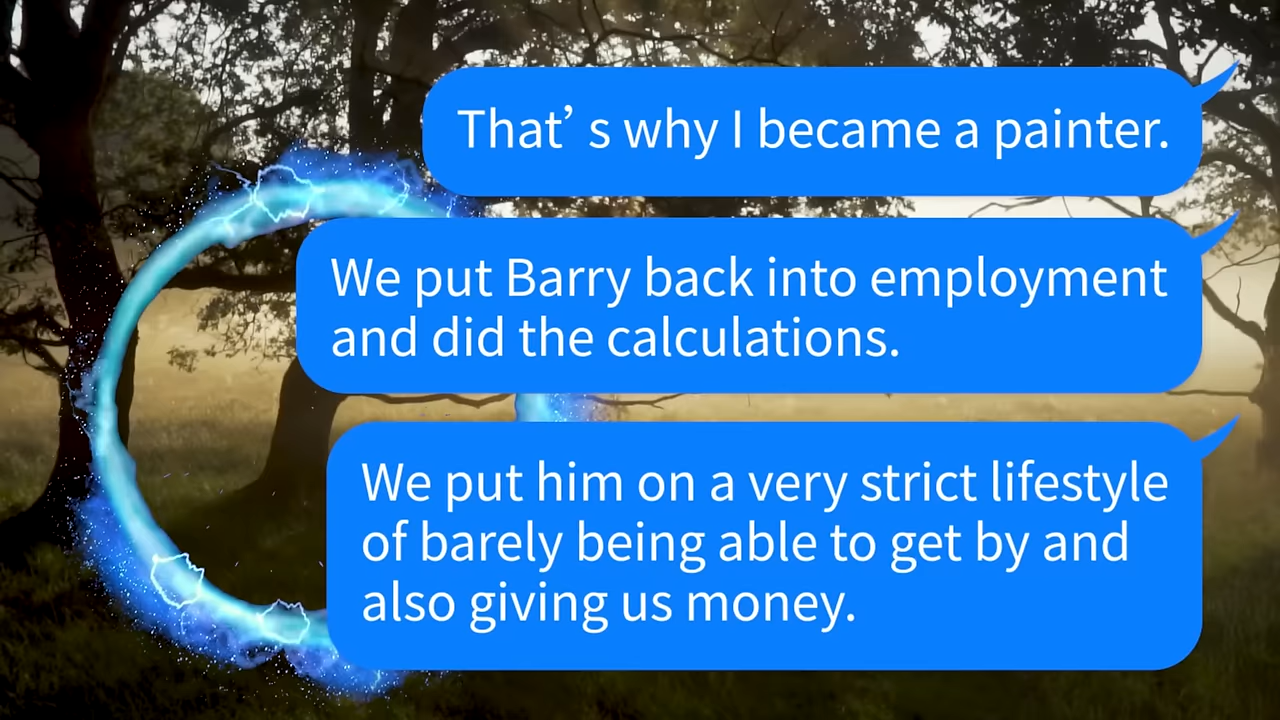 That’s why I became a painter.
We put Barry back into employment
and did the calculations.
We put him on a very strict lifestyle
of barely being able to get by and
also giving us money.